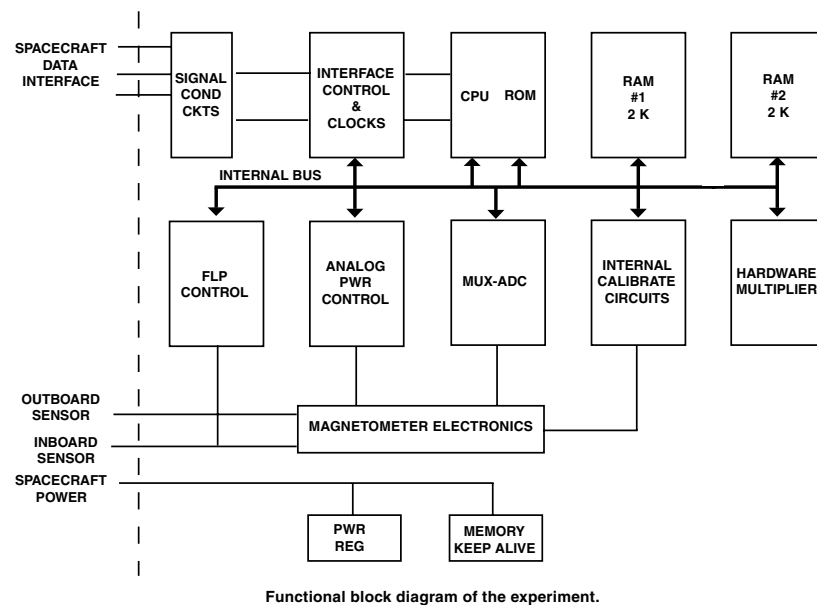 SPACECRAFT
DATA
INTERFACE
SIGNAL
COND
CKTS
INTERFACE
CONTROL
&
CLOCKS
CPU ROM
RAM
#1
2 K
RAM
#2
2 K
INTERNAL BUS
FLP
CONTROL
ANALOG
PWR
CONTROL
MUX-ADC
INTERNAL
CALIBRATE
CIRCUITS
HARDWARE
MULTIPLIER
OUTBOARD
SENSOR
INBOARD
SENSOR
MAGNETOMETER ELECTRONICS
SPACECRAFT
POWER
PWR
REG
MEMORY
KEEP ALIVE
Functional block diagram of the experiment.